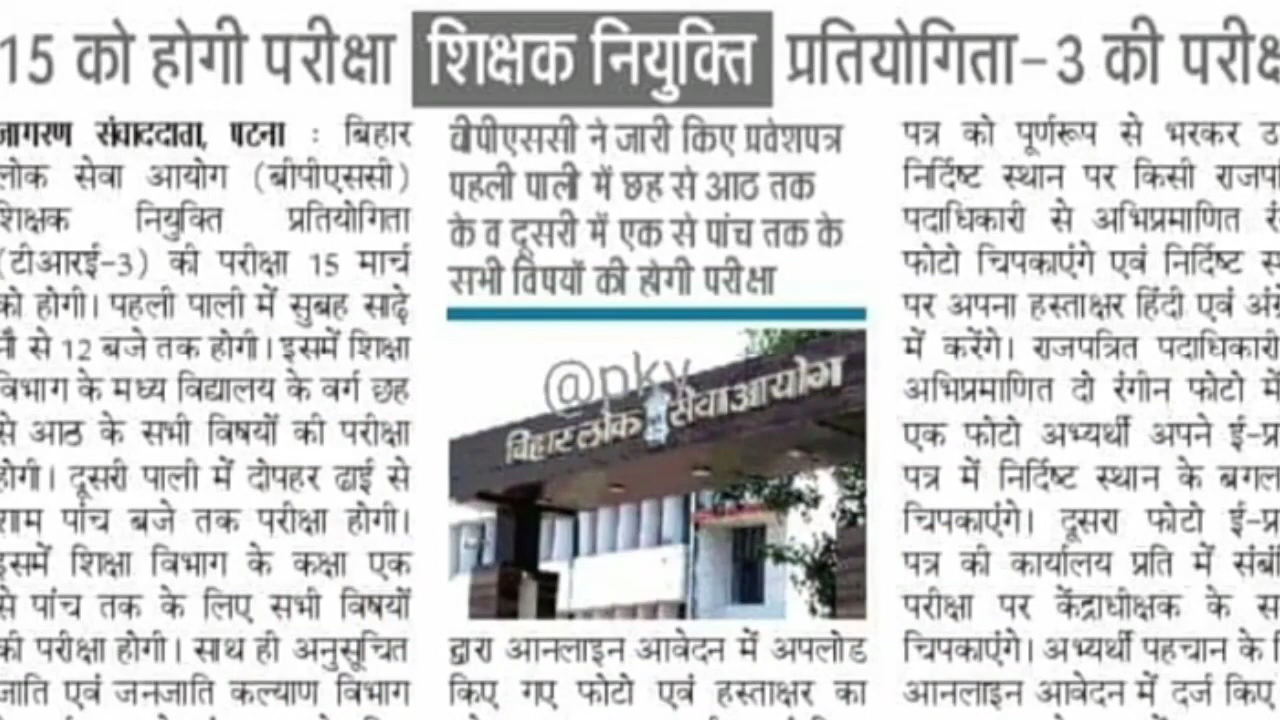 15 को होगी परीक्षा शिक्षक नियुक्ति प्रतियोगिता-3 की
जागरण संवाददाता, पटना : बिहार
लोक सेवा आयोग (बीपीएससी)
शिक्षक नियुक्ति प्रतियोगिता
(टीआरई-3) की परीक्षा 15 मार्च
को होगी। पहली पाली में सुबह साढ़े
नौ से 12 बजे तक होगी। इसमें शिक्षा
विभाग के मध्य विद्यालय के वर्ग छह
से आठ के सभी विषयों की परीक्षा
होगी। दूसरी पाली में दोपहर ढाई से
शाम पांच बजे तक परीक्षा होगी।
इसमें शिक्षा विभाग के कक्षा एक
से पांच तक के लिए सभी विषयों
की परीक्षा होगी। साथ ही अनुसूचित
जाति एवं जनजाति कल्याण विभाग
बीपीएससी ने जारी किए प्रवेशपत्र
पहली पाली में छह से आठ तक
के व दूसरी में एक से पांच तक के
सभी विषयों की होगी परीक्षा
@pky
बिहार लोक सेवा आयोग
द्वारा आनलाइन आवेदन में अपलोड
किए गए फोटो एवं हस्ताक्षर का
पत्र को पूर्णरूप से भरकर
निर्दिष्ट स्थान पर किसी
पदाधिकारी से अभिप्रमाणित
फोटो चिपकाएंगे एवं निर्दिष्ट
पर अपना हस्ताक्षर हिंदी एवं
में करेंगे। राजपत्रित पदाधिकारी
अभिप्रमाणित दो रंगीन फोटो में
एक फोटो अभ्यर्थी अपने
पत्र में निर्दिष्ट स्थान के
चिपकाएंगे। दूसरा फोटो
पत्र की कार्यालय प्रति में
परीक्षा पर केंद्राधीक्षक के
चिपकाएंगे। अभ्यर्थी पहचान के
आनलाइन आवेदन में दर्ज किए